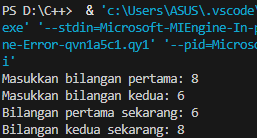 PS D:\C++>  & 'c:\Users\ASUS\.vscode\
exe' '--stdin=Microsoft-MIEngine-In-p
ne-Error-qvn1a5c1.qy1' '--pid=Microso
i'
Masukkan bilangan pertama: 8
Masukkan bilangan kedua: 6
Bilangan pertama sekarang: 6
Bilangan kedua sekarang: 8